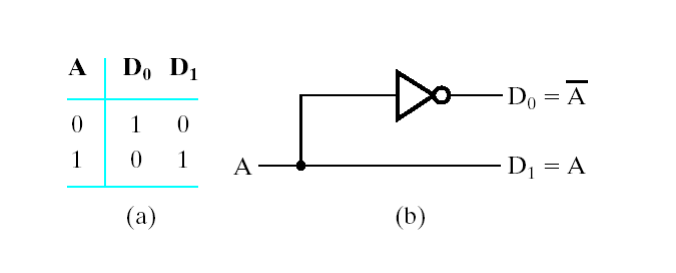 A D₀ D₁
0 1 0
1 0 1
(a)
D₀ = A̅
A D₁ = A
(b)